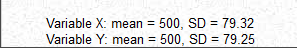 Variable X: mean = 500, SD = 79.32
Variable Y: mean = 500, SD = 79.25